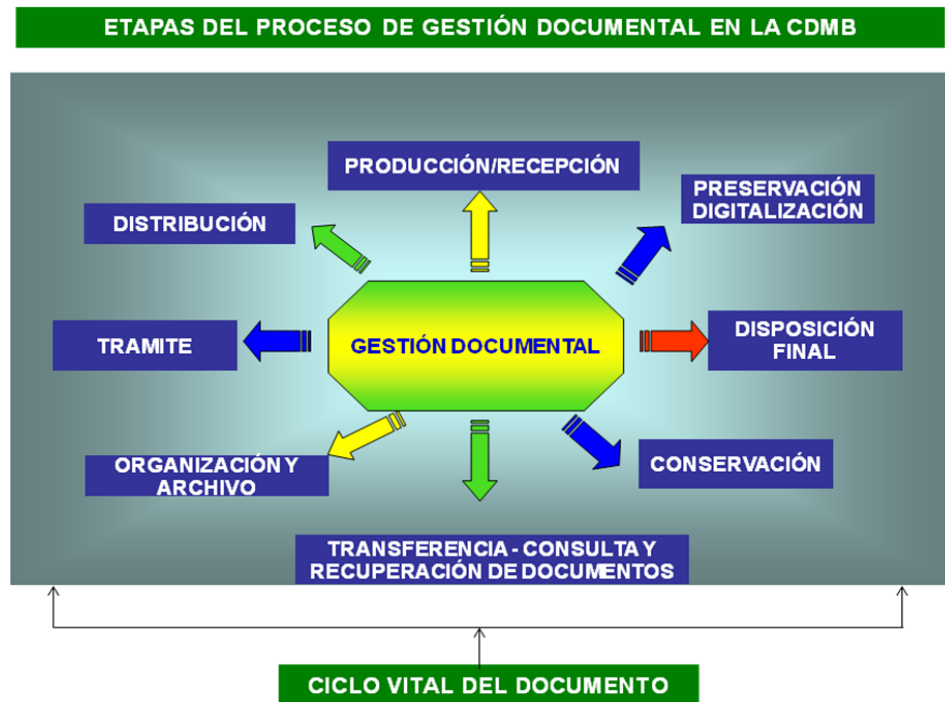 ETAPAS DEL PROCESO DE GESTIÓN DOCUMENTAL EN LA CDMB
PRODUCCIÓN/RECEPCIÓN
PRESERVACIÓN
DIGITALIZACIÓN
DISTRIBUCIÓN
TRAMITE
GESTIÓN DOCUMENTAL
DISPOSICIÓN
FINAL
ORGANIZACIÓN Y
ARCHIVO
CONSERVACIÓN
TRANSFERENCIA - CONSULTA Y
RECUPERACIÓN DE DOCUMENTOS
CICLO VITAL DEL DOCUMENTO